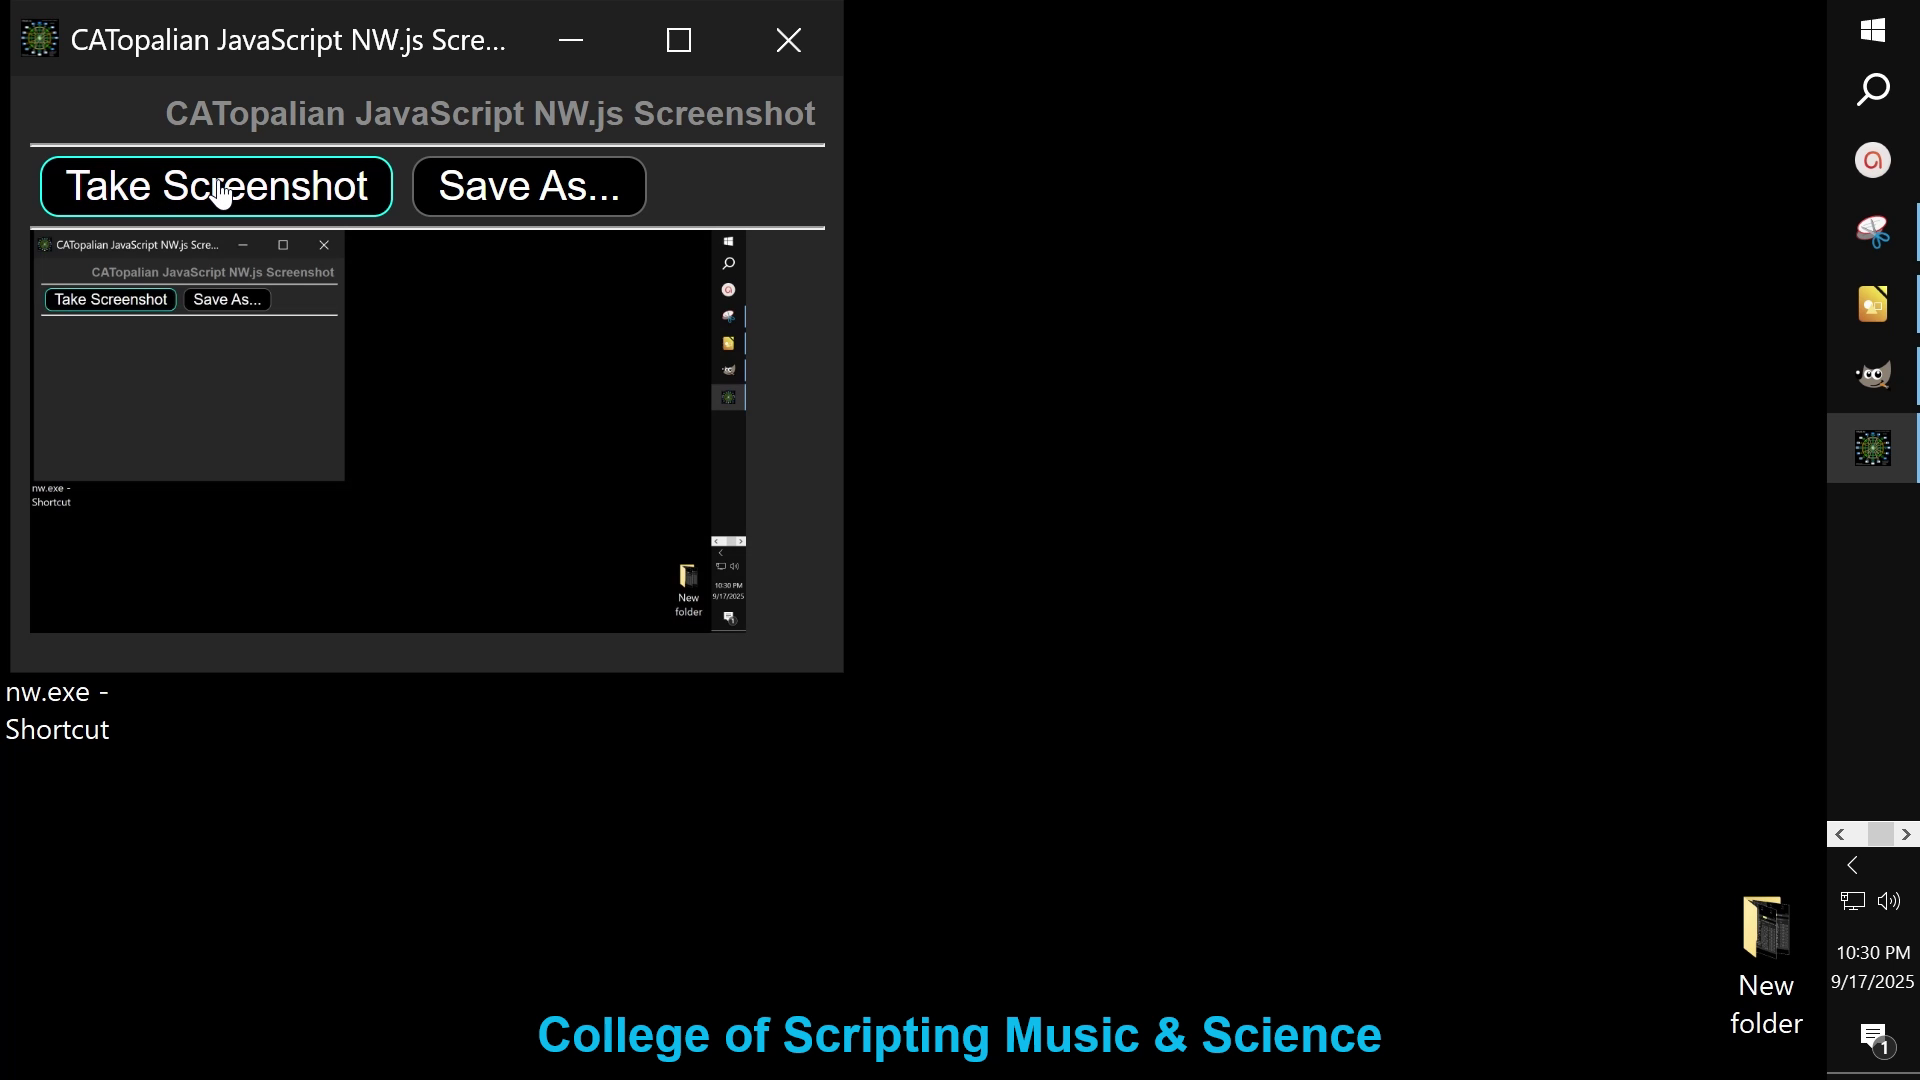 CATopalian JavaScript NW.js Scre...
CATopalian JavaScript NW.js Screenshot
Take Screenshot
Save As...
CATopalian JavaScript NW.js Scre...
CATopalian JavaScript NW.js Screenshot
Take Screenshot
Save As...
nw.exe -
Shortcut
New
folder
10:30 PM
9/17/2025
1
nw.exe -
Shortcut
New
folder
10:30 PM
9/17/2025
1
College of Scripting Music & Science